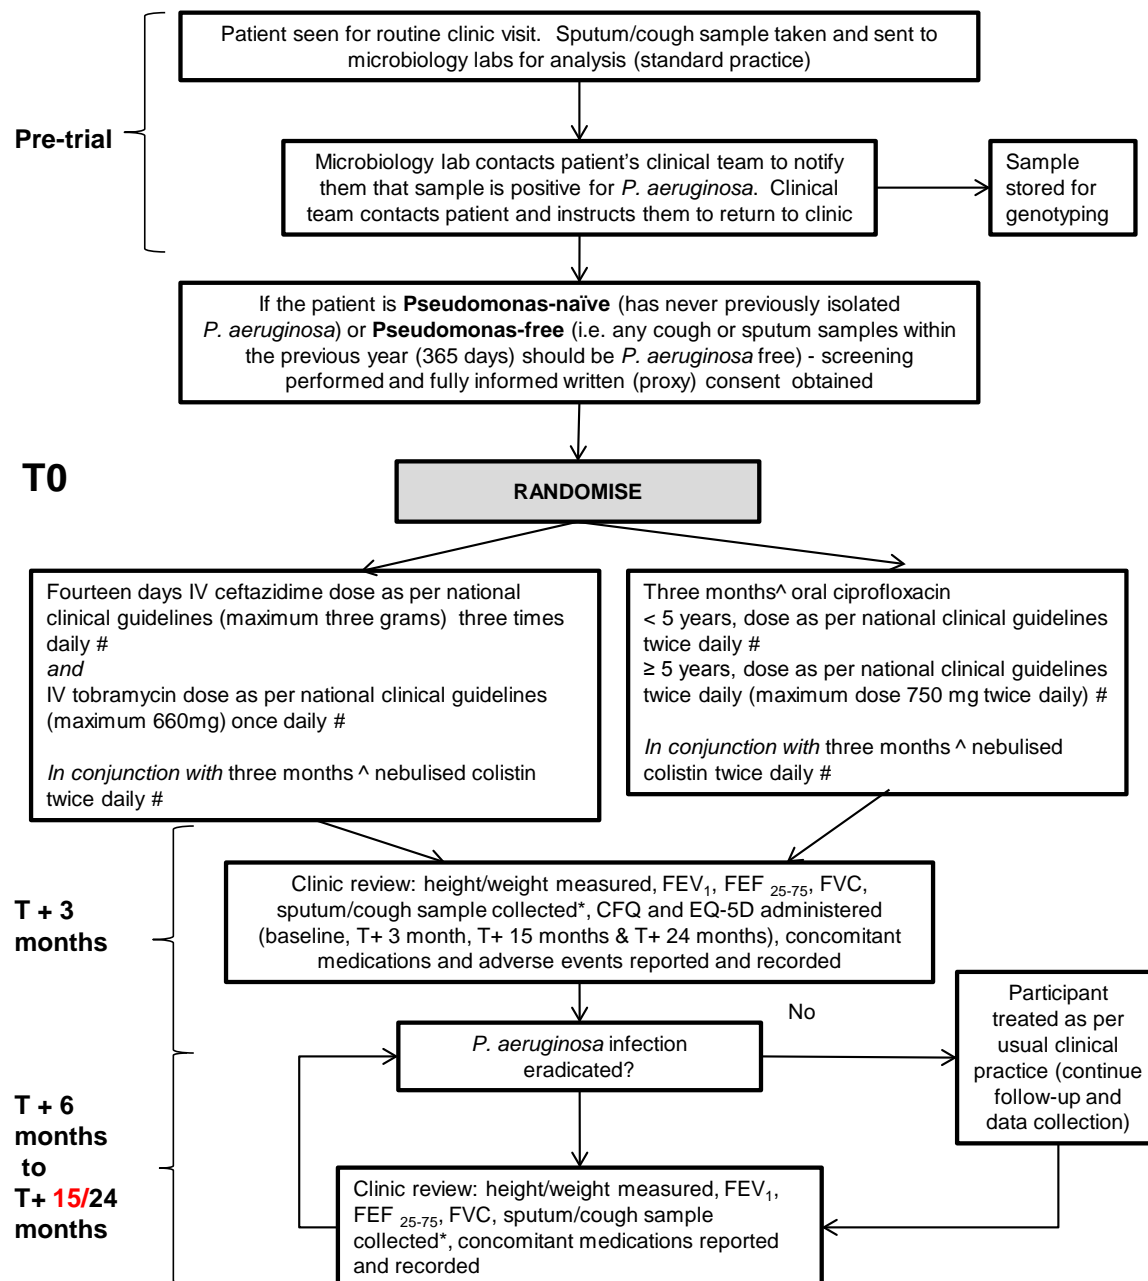 Patient seen for routine clinic visit. Sputum/cough sample taken and sent to
microbiology labs for analysis (standard practice)
Pre-trial
Microbiology lab contacts patient’s clinical team to notify
them that sample is positive for P. aeruginosa. Clinical
team contacts patient and instructs them to return to clinic
Sample
stored for
genotyping
If the patient is Pseudomonas-naïve (has never previously isolated
P. aeruginosa) or Pseudomonas-free (i.e. any cough or sputum samples within
the previous year (365 days) should be P. aeruginosa free) - screening
performed and fully informed written (proxy) consent obtained
T0
RANDOMISE
Fourteen days IV ceftazidime dose as per national
clinical guidelines (maximum three grams) three times
daily #
and
IV tobramycin dose as per national clinical guidelines
(maximum 660mg) once daily #
In conjunction with three months ^ nebulised colistin
twice daily #
Three months^ oral ciprofloxacin
< 5 years, dose as per national clinical guidelines
twice daily #
≥ 5 years, dose as per national clinical guidelines
twice daily (maximum dose 750 mg twice daily) #
In conjunction with three months ^ nebulised
colistin twice daily #
T + 3
months
Clinic review: height/weight measured, FEV1, FEF 25-75, FVC,
sputum/cough sample collected*, CFQ and EQ-5D administered
(baseline, T+ 3 month, T+ 15 months & T+ 24 months), concomitant
medications and adverse events reported and recorded
No
P. aeruginosa infection
eradicated?
Participant
treated as per
usual clinical
practice (continue
follow-up and
data collection)
T + 6
months
to
T+ 15/24
months
Clinic review: height/weight measured, FEV1,
FEF 25-75, FVC, sputum/cough sample
collected*, concomitant medications reported
and recorded